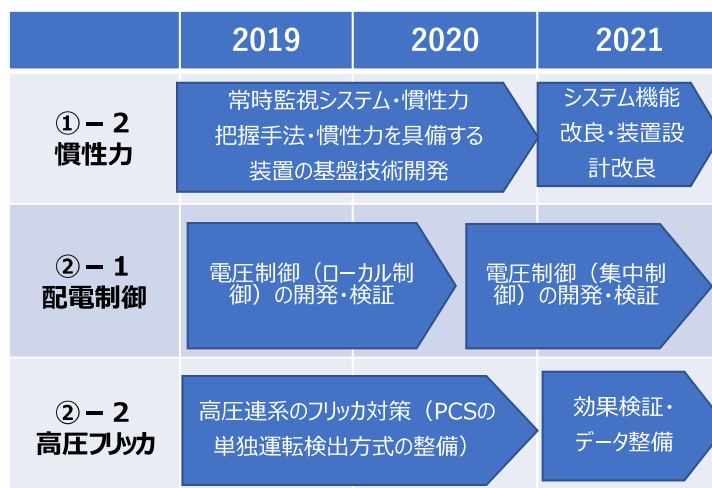 2019 2020 2021
①－2
慣性力
常時監視システム・慣性力
把握手法・慣性力を具備する
装置の基盤技術開発
システム機能
改良・装置設
計改良
②－1
配電制御
電圧制御（ローカル制
御）の開発・検証
電圧制御（集中制
御）の開発・検証
②－2
高圧フリッカ
高圧連系のフリッカ対策（PCSの
単独運転検出方式の整備）
効果検証・
データ整備